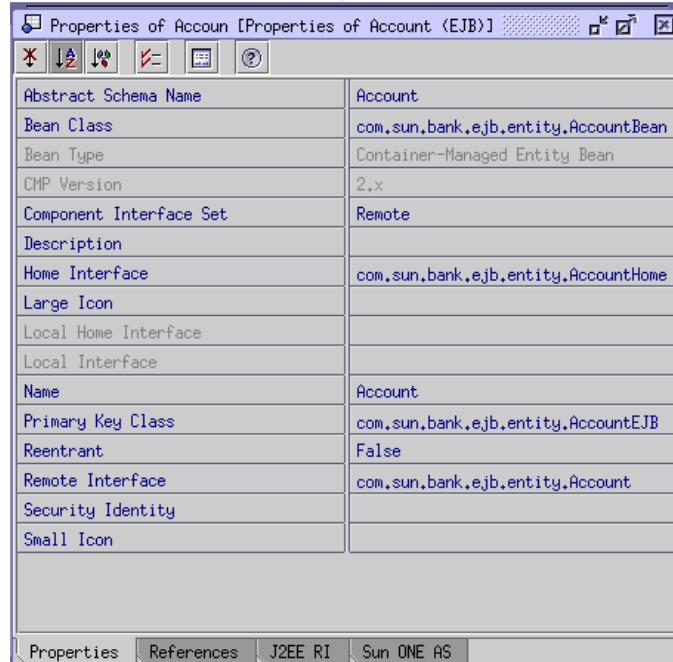 Properties of Accoun [Properties of Account (EJB)]
Abstract Schema Name Account
Bean Class com.sun.bank.ejb.entity.AccountBean
Bean Type Container-Managed Entity Bean
CMP Version 2.x
Component Interface Set Remote
Description
Home Interface com.sun.bank.ejb.entity.AccountHome
Large Icon
Local Home Interface
Local Interface
Name Account
Primary Key Class com.sun.bank.ejb.entity.AccountEJB
Reentrant False
Remote Interface com.sun.bank.ejb.entity.Account
Security Identity
Small Icon
Properties References J2EE RI Sun ONE AS